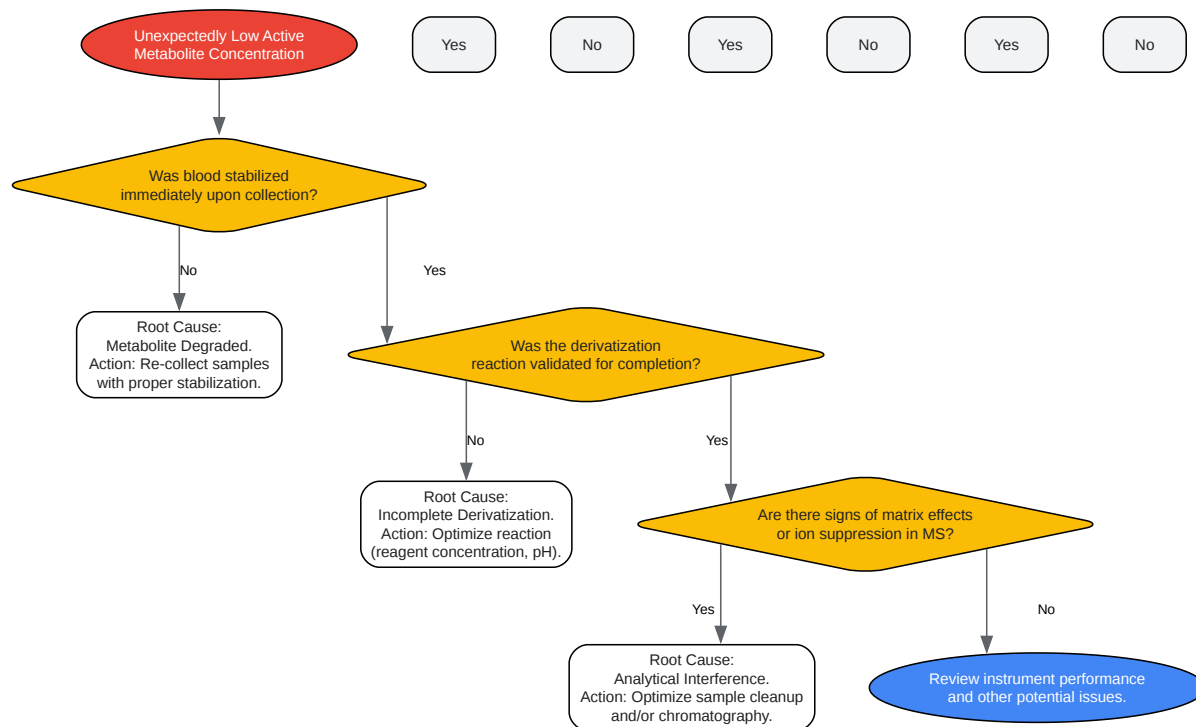 Unexpectedly Low Active
Metabolite Concentration
Yes
No
Yes
No
Yes
No
Was blood stabilized
immediately upon collection?
No
Yes
Root Cause:
Metabolite Degraded.
Action: Re-collect samples
with proper stabilization.
Was the derivatization
reaction validated for completion?
No
Yes
Root Cause:
Incomplete Derivatization.
Action: Optimize reaction
(reagent concentration, pH).
Are there signs of matrix effects
or ion suppression in MS?
Yes
No
Root Cause:
Analytical Interference.
Action: Optimize sample cleanup
and/or chromatography.
Review instrument performance
and other potential issues.